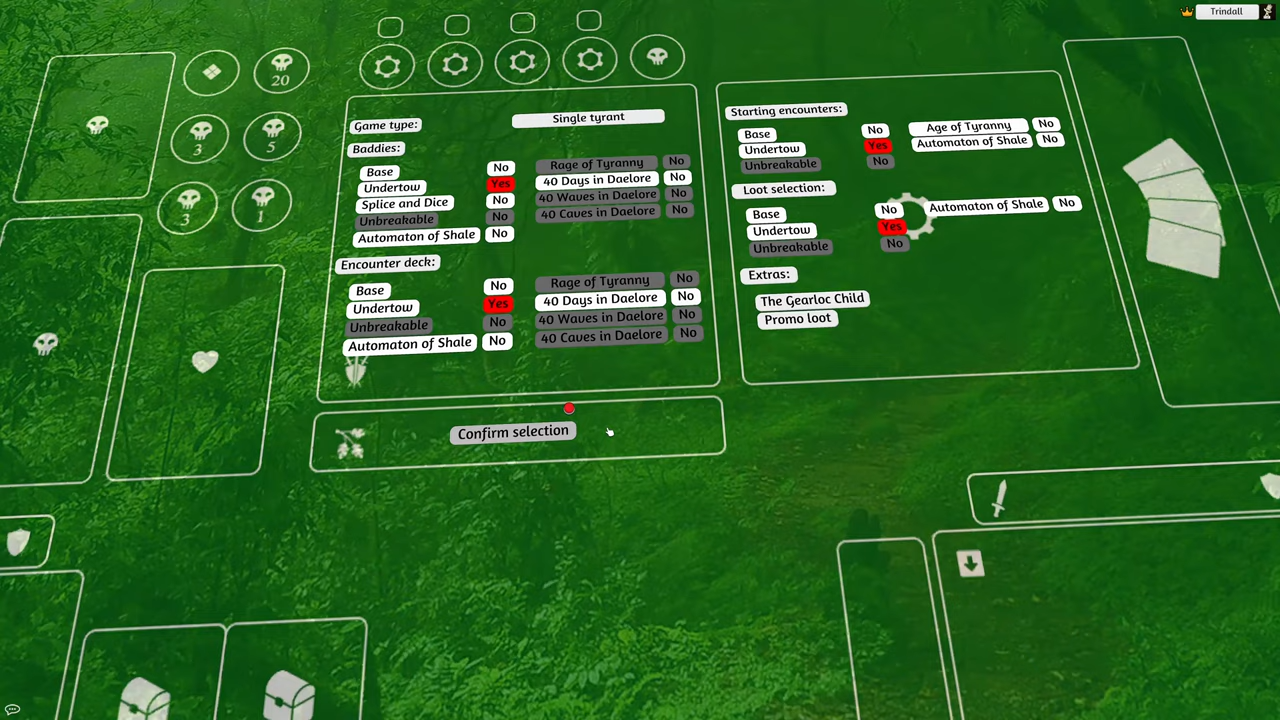 Trindall
20
3
5
3
1
Game type:
Single tyrant
Baddies:
Base No
Undertow Yes
Splice and Dice No
Unbreakable No
Automaton of Shale No
Rage of Tyranny No
40 Days in Daelore No
40 Waves in Daelore No
40 Caves in Daelore No
Encounter deck:
Base No
Undertow Yes
Unbreakable No
Automaton of Shale No
Rage of Tyranny No
40 Days in Daelore No
40 Waves in Daelore No
40 Caves in Daelore No
Confirm selection
Starting encounters:
Base No
Undertow Yes
Unbreakable No
Age of Tyranny No
Automaton of Shale No
Loot selection:
Base No
Undertow Yes
Unbreakable No
Automaton of Shale No
Extras:
The Gearloc Child
Promo loot